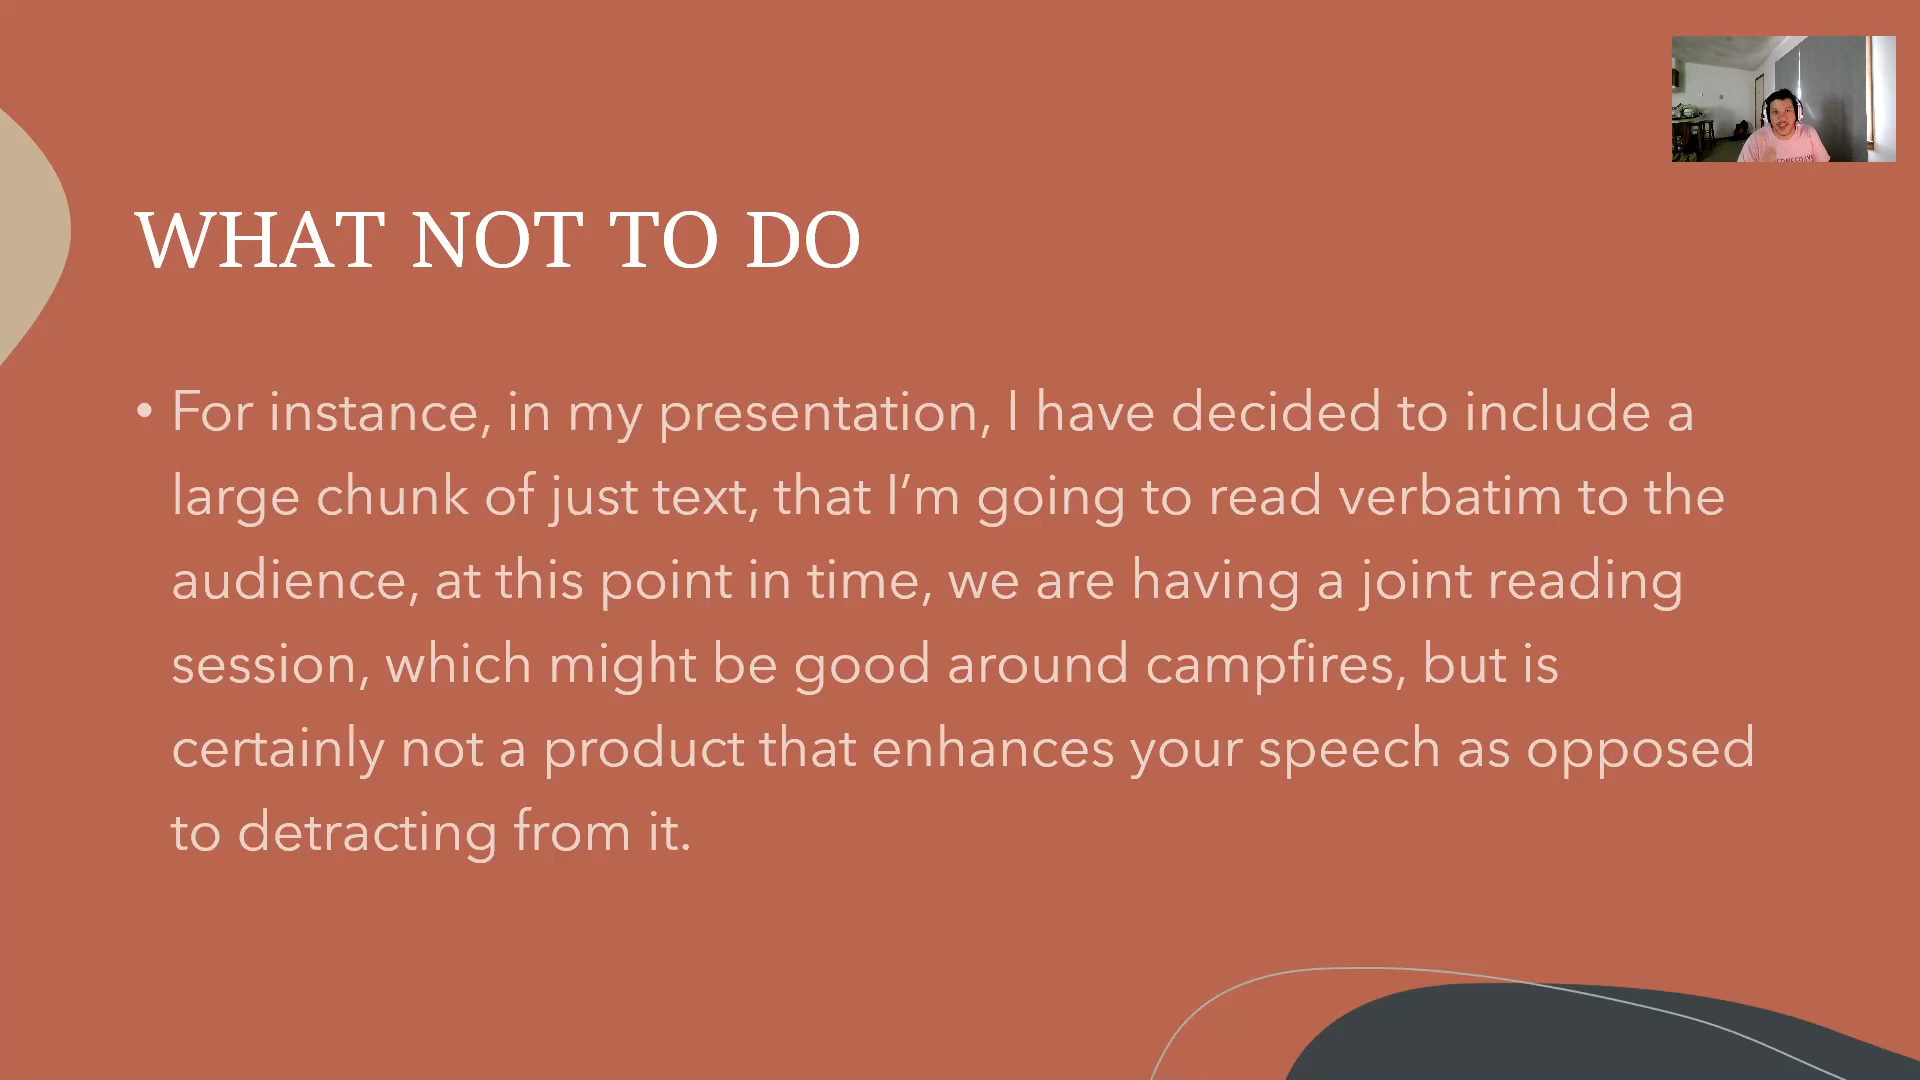 WHAT NOT TO DO
• For instance, in my presentation, I have decided to include a
large chunk of just text, that I’m going to read verbatim to the
audience, at this point in time, we are having a joint reading
session, which might be good around campfires, but is
certainly not a product that enhances your speech as opposed
to detracting from it.